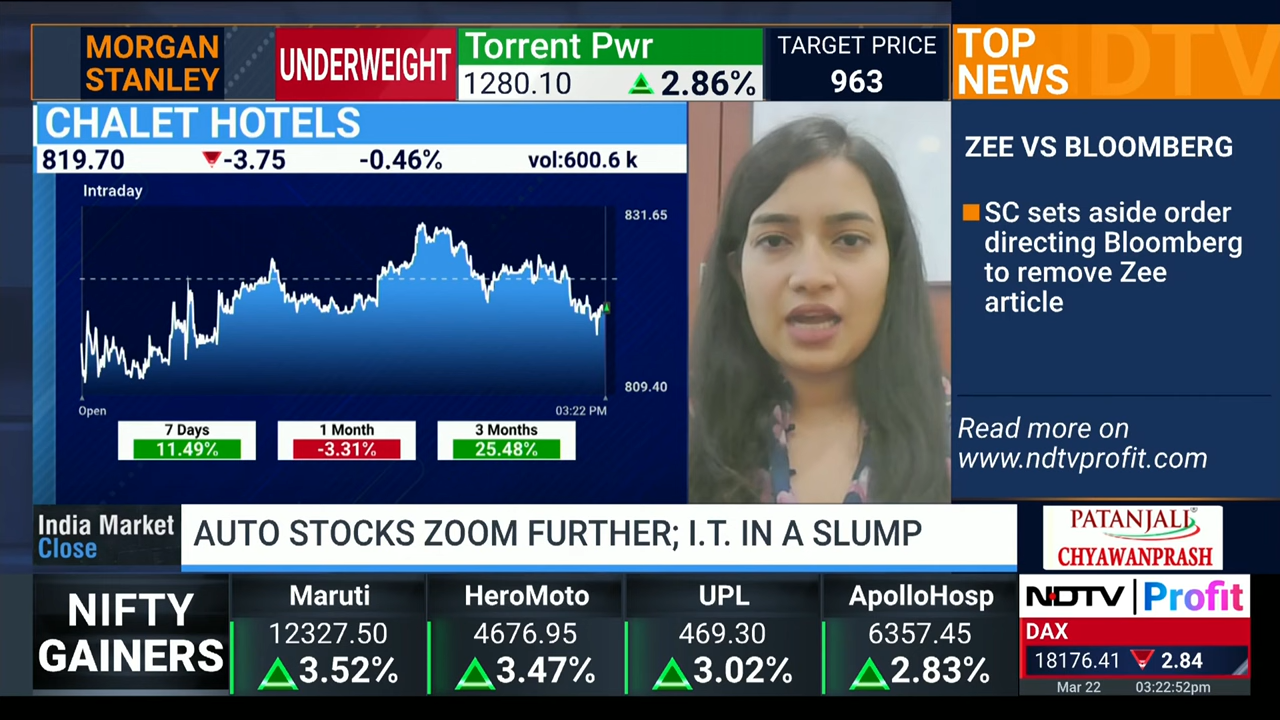 MORGAN
STANLEY
UNDERWEIGHT
Torrent Pwr
1280.10 2.86%
TARGET PRICE
963
TOP
NEWS
NDTV
CHALET HOTELS
819.70 -3.75 -0.46% vol:600.6 k
Intraday
831.65
809.40
Open 03:22 PM
7 Days 1 Month 3 Months
11.49% -3.31% 25.48%
ZEE VS BLOOMBERG
SC sets aside order
directing Bloomberg
to remove Zee
article
Read more on
www.ndtvprofit.com
India Market
Close
AUTO STOCKS ZOOM FURTHER; I.T. IN A SLUMP
PATANJALI
CHYAWANPRASH
NIFTY
GAINERS
Maruti HeroMoto UPL ApolloHosp
12327.50 4676.95 469.30 6357.45
3.52% 3.47% 3.02% 2.83%
NDTV Profit
DAX
18176.41 2.84
Mar 22 03:22:52pm